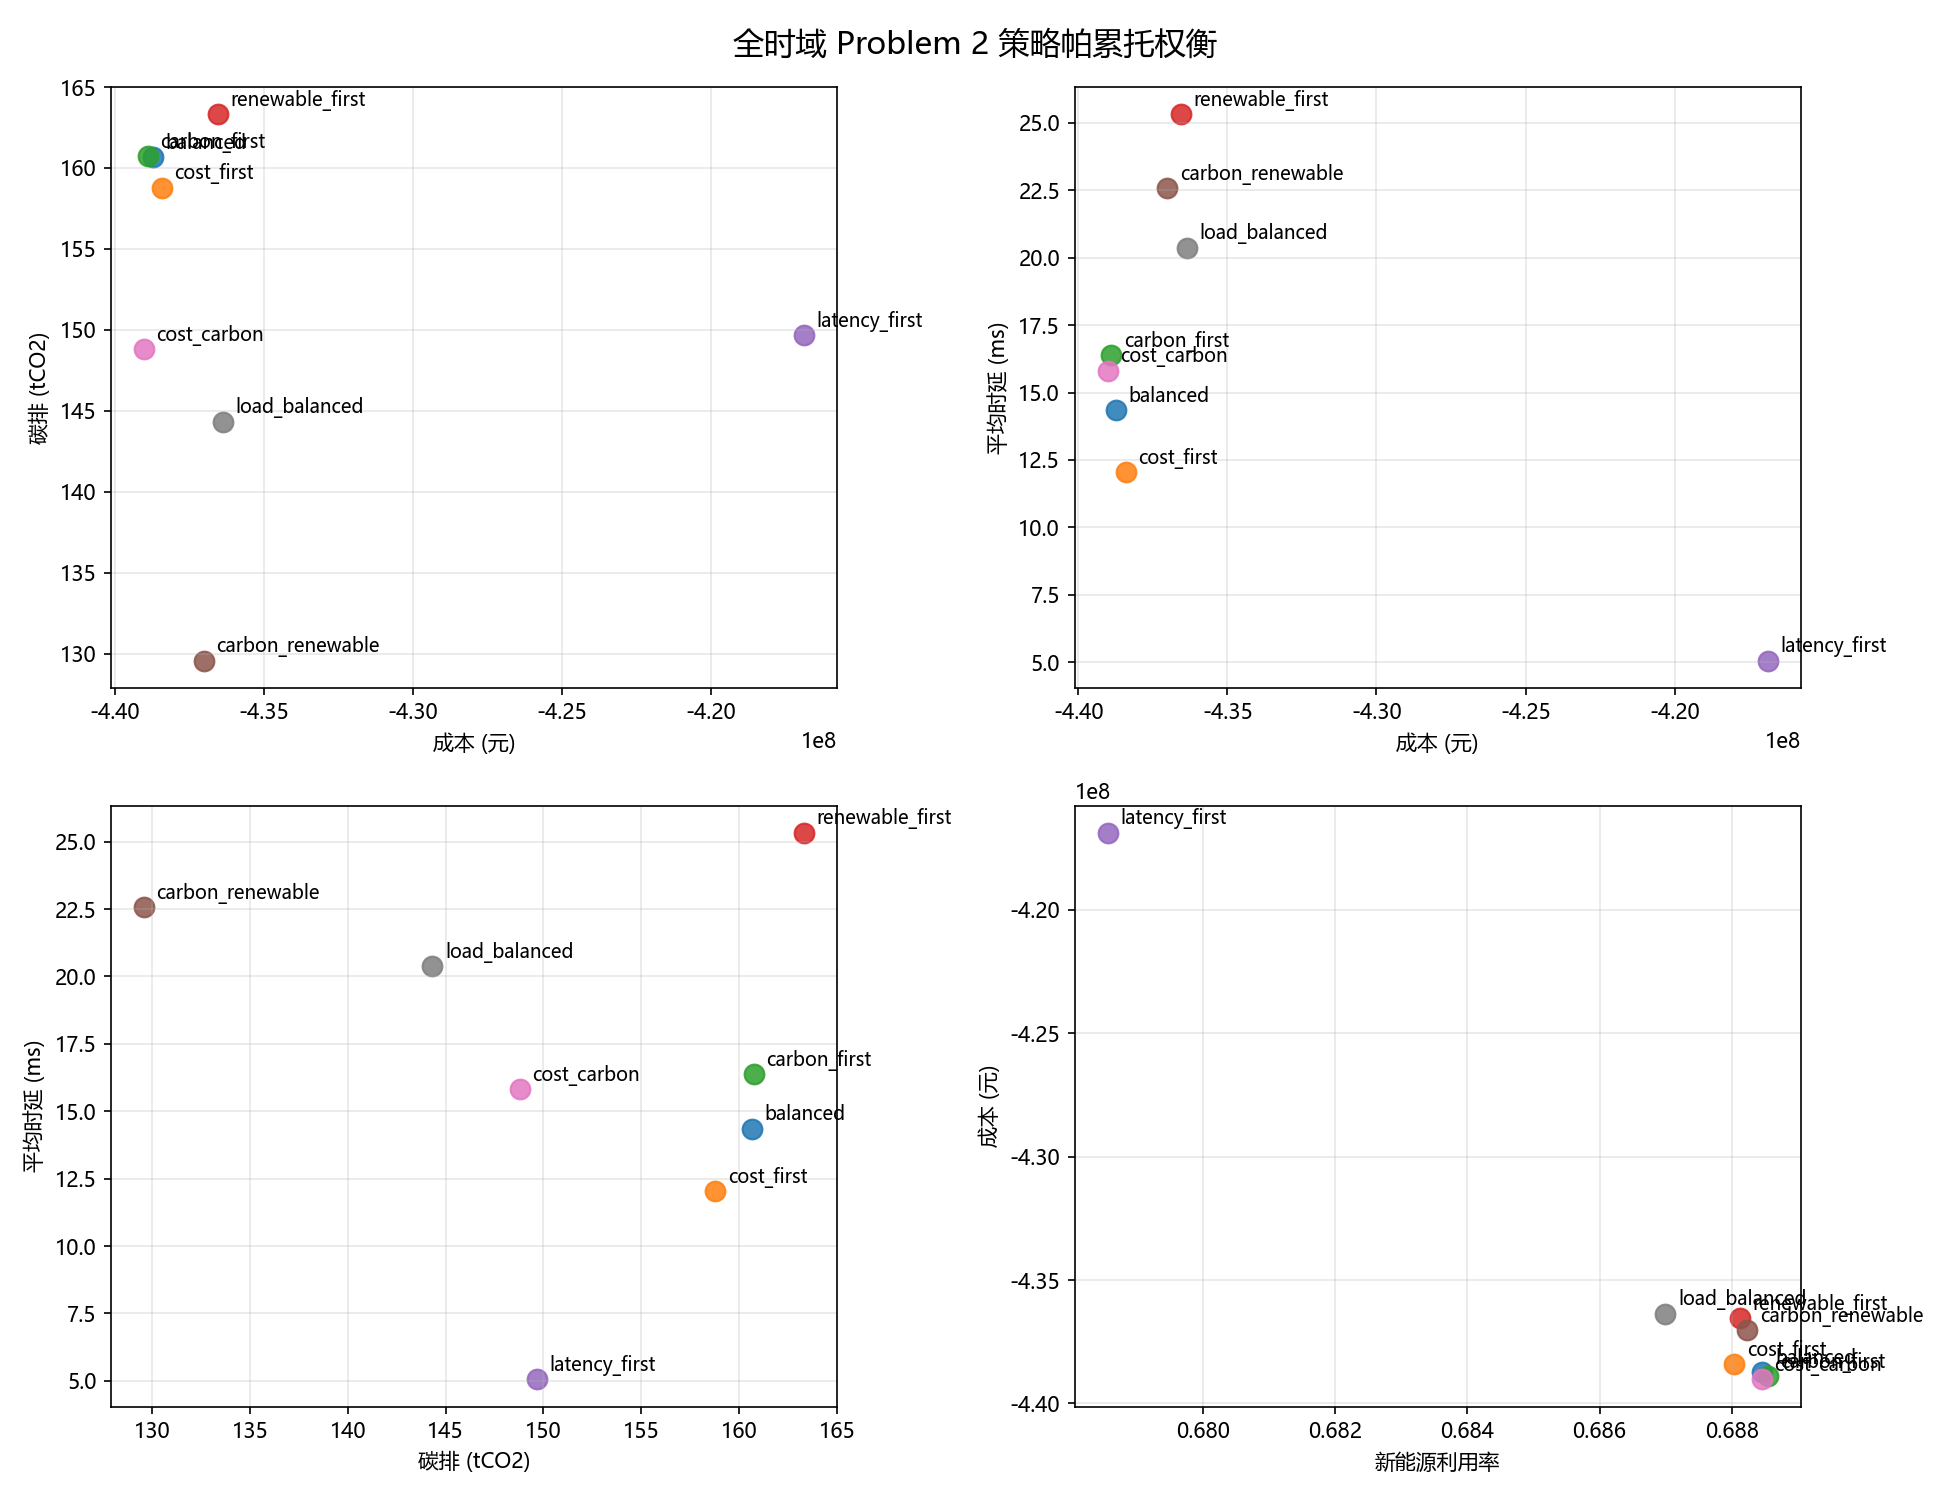 全时域 Problem 2 策略帕累托权衡
165
160
155
150
145
140
135
130
碳排 (tCO2)
renewable_first
carbon_first
balanced
cost_first
cost_carbon
latency_first
load_balanced
carbon_renewable
-4.40
-4.35
-4.30
-4.25
-4.20
成本 (元)
1e8
25.0
22.5
20.0
17.5
15.0
12.5
10.0
7.5
5.0
平均时延 (ms)
renewable_first
carbon_renewable
load_balanced
carbon_first
cost_carbon
balanced
cost_first
latency_first
-4.40
-4.35
-4.30
-4.25
-4.20
成本 (元)
1e8
25.0
22.5
20.0
17.5
15.0
12.5
10.0
7.5
5.0
平均时延 (ms)
renewable_first
carbon_renewable
load_balanced
carbon_first
cost_carbon
balanced
cost_first
latency_first
130
135
140
145
150
155
160
165
碳排 (tCO2)
1e8
-4.20
-4.25
-4.30
-4.35
-4.40
成本 (元)
latency_first
load_balanced
renewable_first
carbon_renewable
cost_first
balanced
carbon_first
cost_carbon
0.680
0.682
0.684
0.686
0.688
新能源利用率